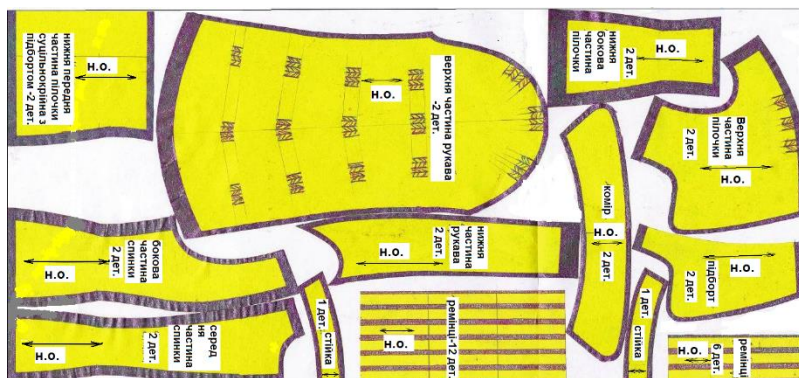 нижня передня
частина пілочки
суцільнокрійна з
підбортом -2 дет.
Н.О.
верхня частина рукава
-2 дет.
Н.О.
нижня
бокова
частина
пілочки
2 дет.
Н.О.
Верхня
частина
пілочки
2 дет.
Н.О.
бокова
частина
спинки
2 дет.
Н.О.
нижня
частина
рукава
2 дет.
Н.О.
комір
2 дет.
Н.О.
підборт
2 дет.
Н.О.
серед
ня
частина
спинки
2 дет.
Н.О.
1 дет. стійка
Н.О.
ремінці-12 дет.
Н.О.
1 дет. стійка
Н.О.
ремінці
6 дет.
Н.О.